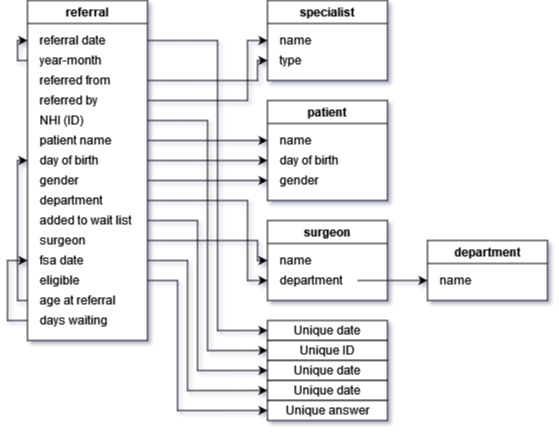 referral
referral date
year-month
referred from
referred by
NHI (ID)
patient name
day of birth
gender
department
added to wait list
surgeon
fsa date
eligible
age at referral
days waiting
specialist
name
type
patient
name
day of birth
gender
surgeon
name
department
department
name
Unique date
Unique ID
Unique date
Unique date
Unique answer